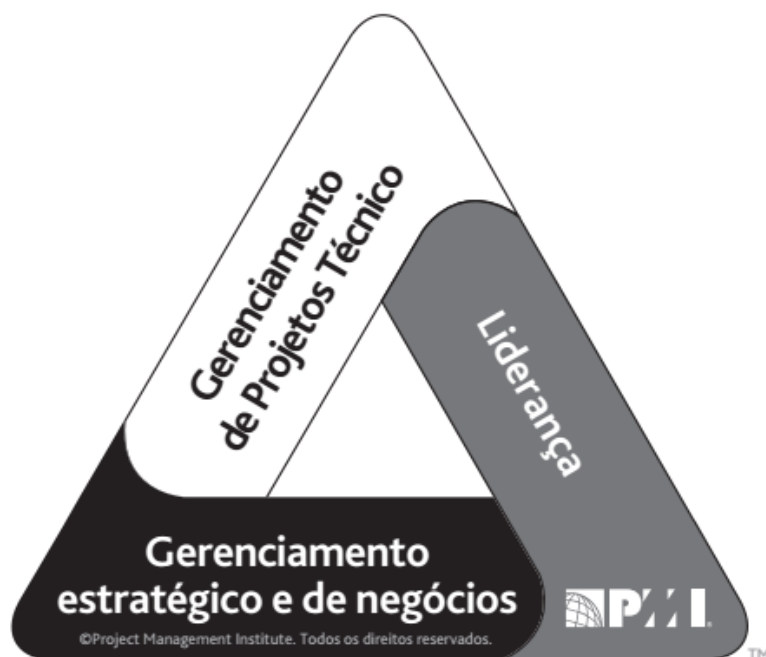 Gerenciamento
de Projetos Técnico
Liderança
Gerenciamento
estratégico e de negócios
©Project Management Institute. Todos os direitos reservados.
PMI.
TM